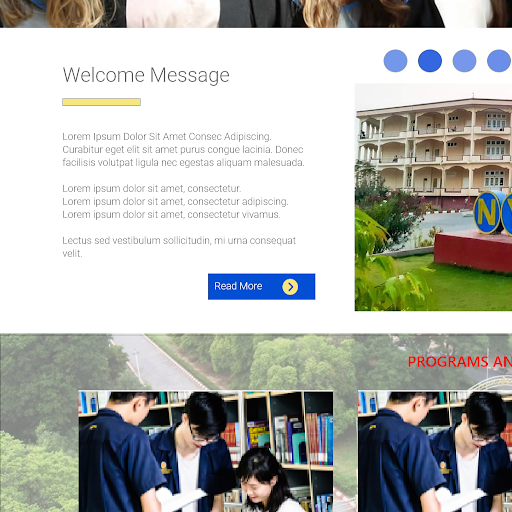 Welcome Message
Lorem Ipsum Dolor Sit Amet Consec Adipiscing.
Curabitur eget elit sit amet purus congue lacinia. Donec
facilisis volutpat ligula nec egestas aliquam malesuada.
Lorem ipsum dolor sit amet, consectetur.
Lorem ipsum dolor sit amet, consectetur adipiscing.
Lorem ipsum dolor sit amet, consectetur vivamus.
Lectus sed vestibulum sollicitudin, mi urna consequat
velit.
Read More
N
PROGRAMS AN